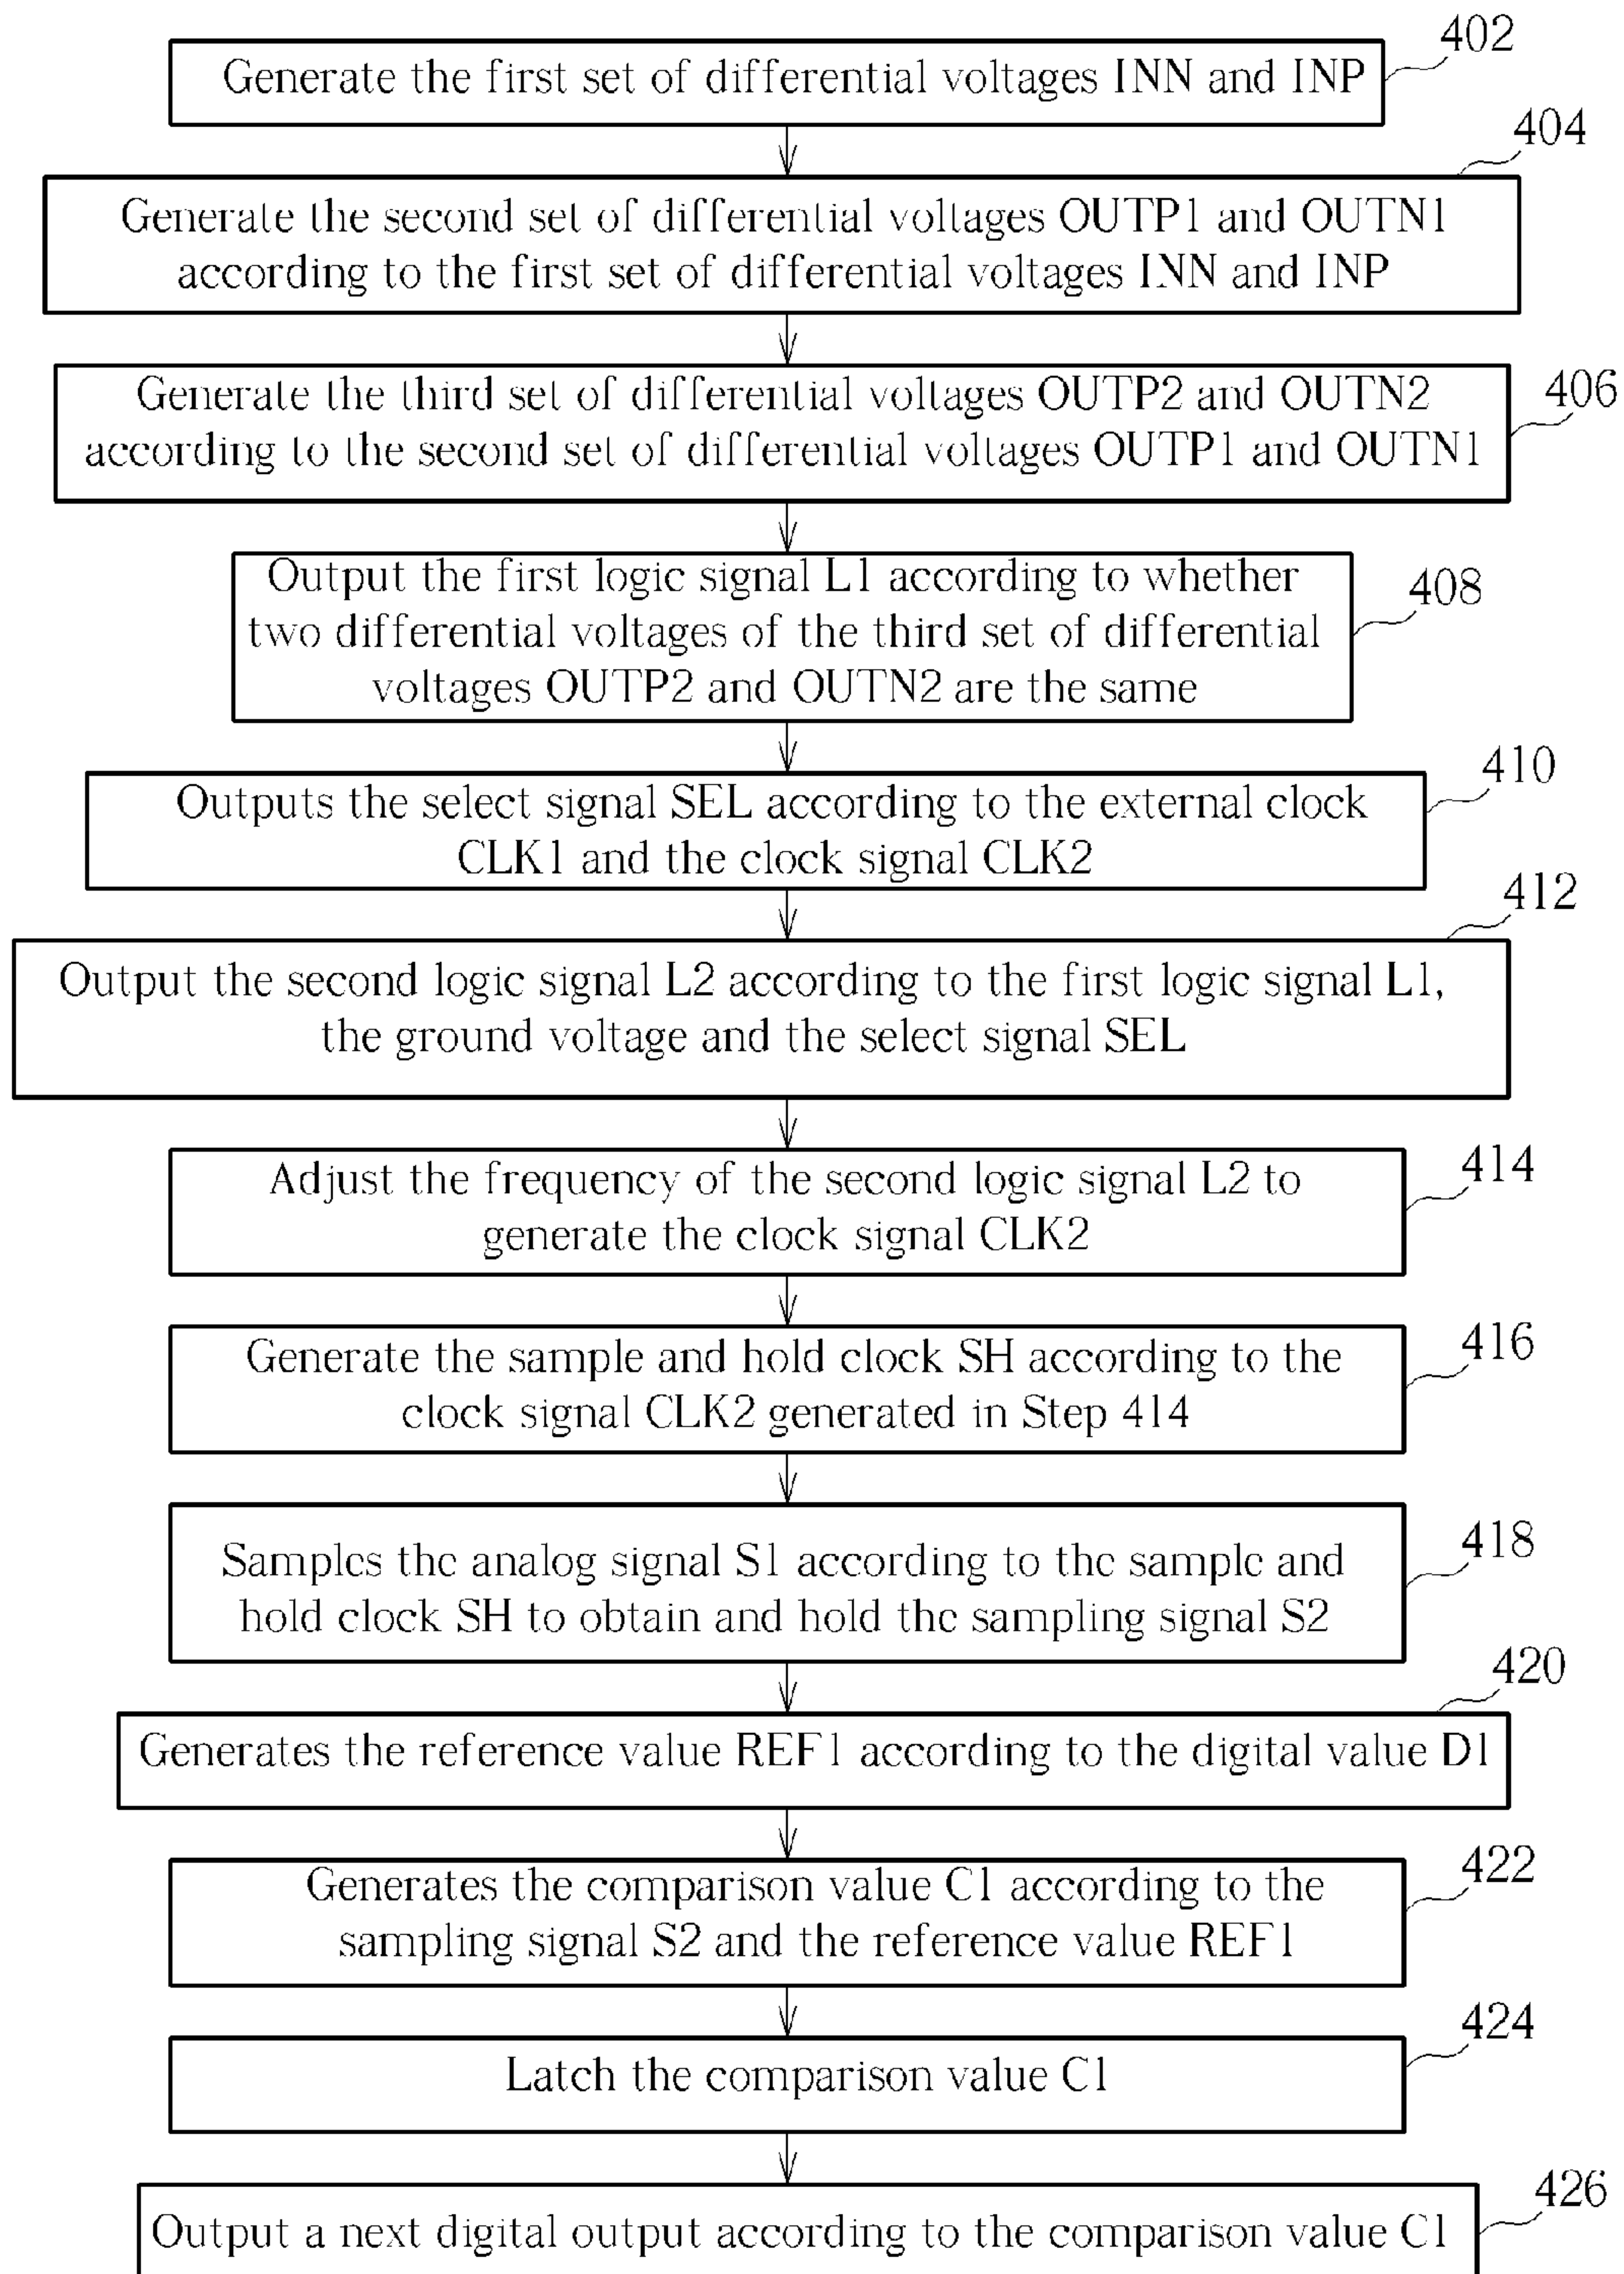 402
Generate the first set of differential voltages INN and INP
404
Generate the second set of differential voltages OUTP1 and OUTN1
according to the first set of differential voltages INN and INP
406
Generate the third set of differential voltages OUTP2 and OUTN2
according to the second set of differential voltages OUTP1 and OUTN1
408
Output the first logic signal L1 according to whether
two differential voltages of the third set of differential
voltages OUTP2 and OUTN2 are the same
410
Outputs the select signal SEL according to the external clock
CLK1 and the clock signal CLK2
412
Output the second logic signal L2 according to the first logic signal L1,
the ground voltage and the select signal SEL
414
Adjust the frequency of the second logic signal L2 to
generate the clock signal CLK2
416
Generate the sample and hold clock SH according to the
clock signal CLK2 generated in Step 414
418
Samples the analog signal S1 according to the sample and
hold clock SH to obtain and hold the sampling signal S2
420
Generates the reference value REF1 according to the digital value D1
422
Generates the comparison value C1 according to the
sampling signal S2 and the reference value REF1
424
Latch the comparison value C1
426
Output a next digital output according to the comparison value C1